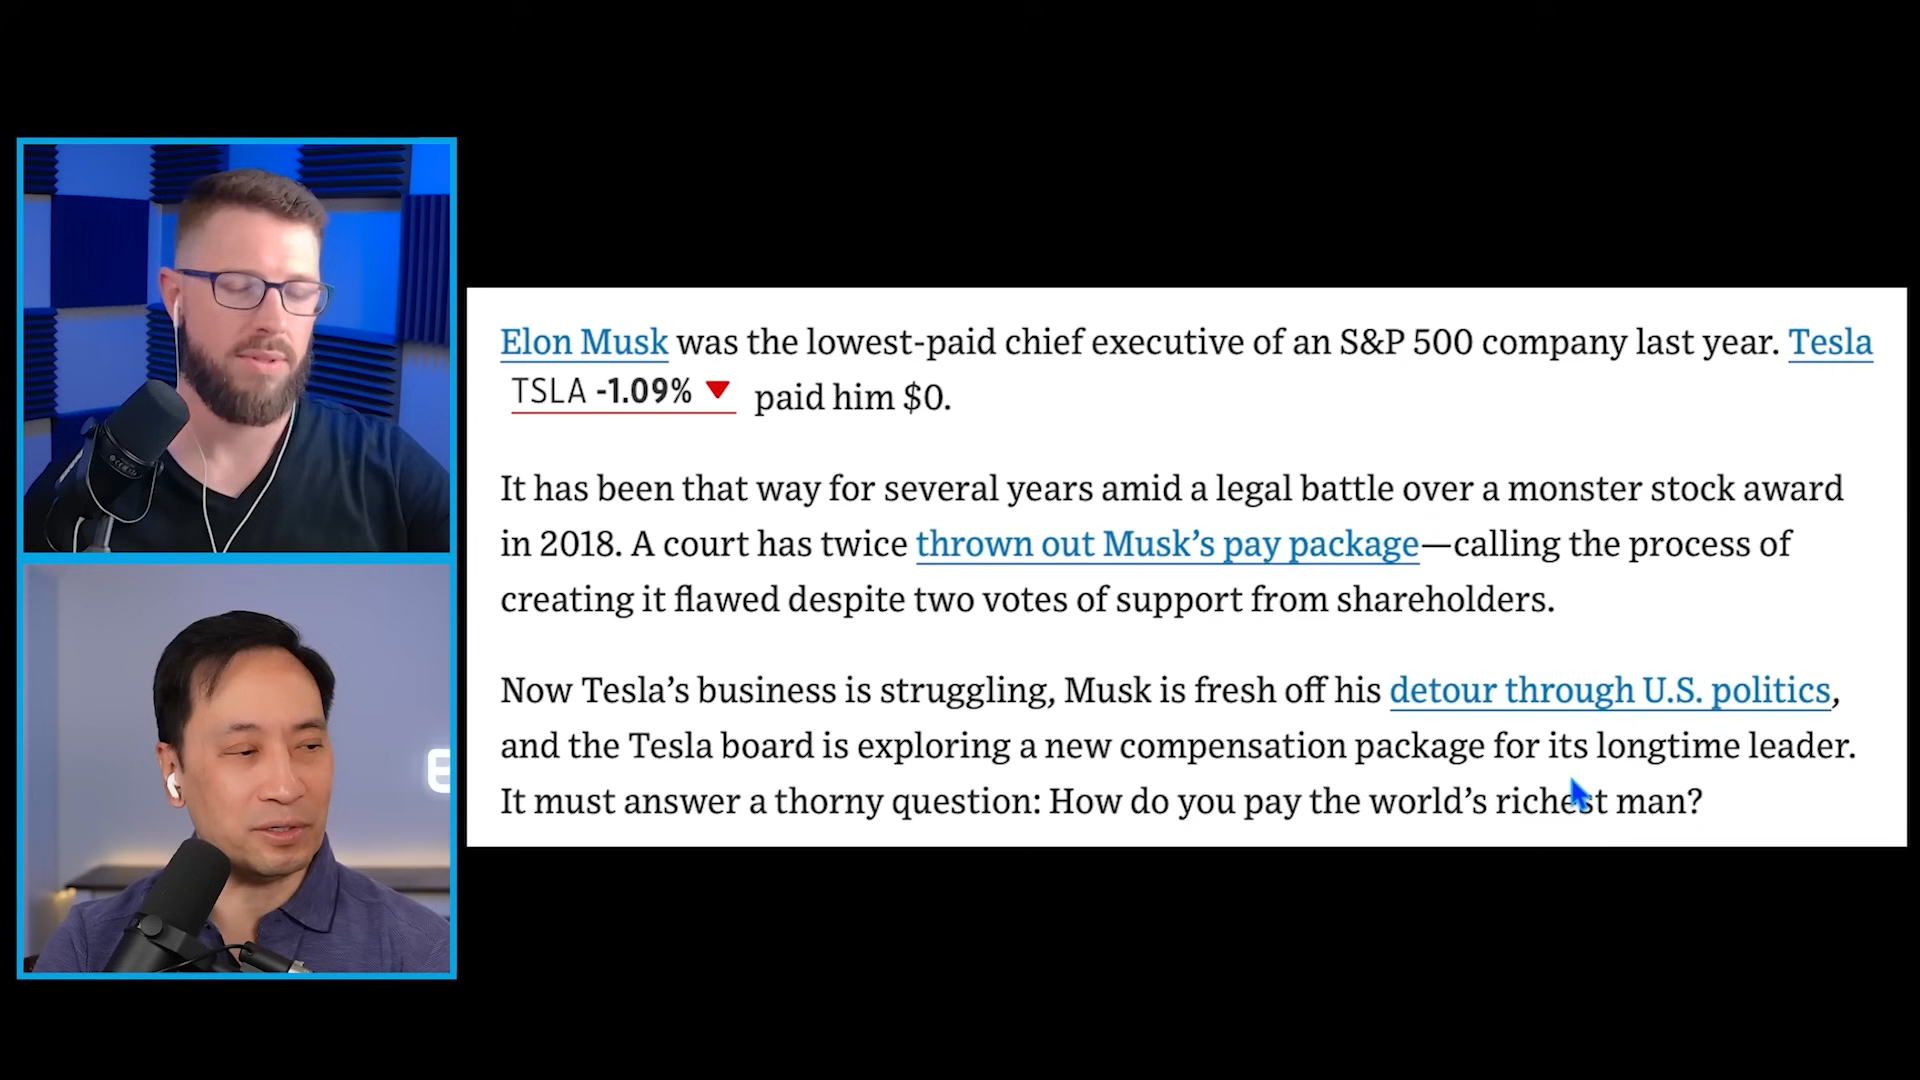 Elon Musk was the lowest-paid chief executive of an S&P 500 company last year. Tesla
TSLA -1.09% ▼ paid him $0.
It has been that way for several years amid a legal battle over a monster stock award
in 2018. A court has twice thrown out Musk’s pay package—calling the process of
creating it flawed despite two votes of support from shareholders.
Now Tesla’s business is struggling, Musk is fresh off his detour through U.S. politics,
and the Tesla board is exploring a new compensation package for its longtime leader.
It must answer a thorny question: How do you pay the world’s richest man?